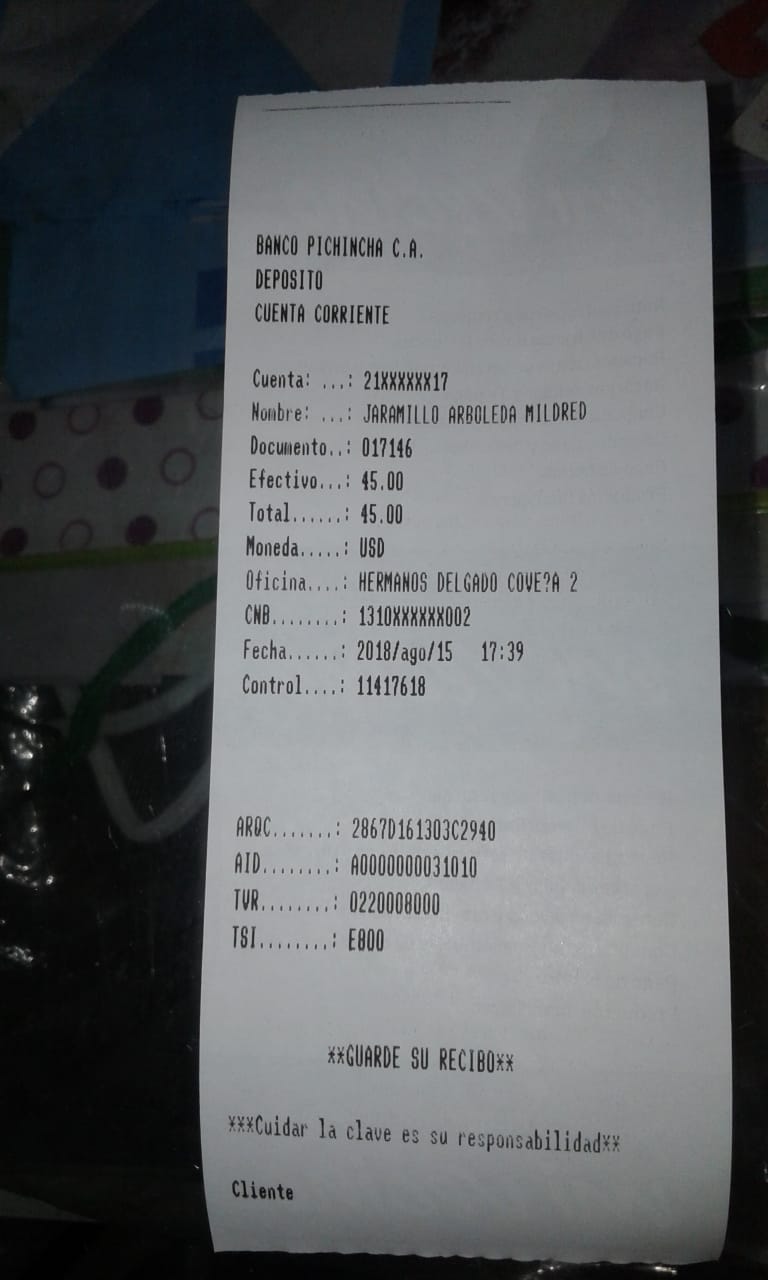 BANCO PICHINCHA C.A.
DEPOSITO
CUENTA CORRIENTE
Cuenta: ...: 21XXXXXX17
Nombre: ...: JARAMILLO ARBOLEDA MILDRED
Documento..: 017146
Efectivo...: 45.00
Total......: 45.00
Moneda.....: USD
Oficina....: HERMANOS DELGADO COVE?A 2
CNB........: 1310XXXXXX002
Fecha......: 2018/ago/15 17:39
Control....: 11417618
ARQC.......: 2867D161303C2940
AID........: A0000000031010
TVR........: 0220008000
TSI........: E800
**GUARDE SU RECIBO**
***Cuidar la clave es su responsabilidad**
Cliente